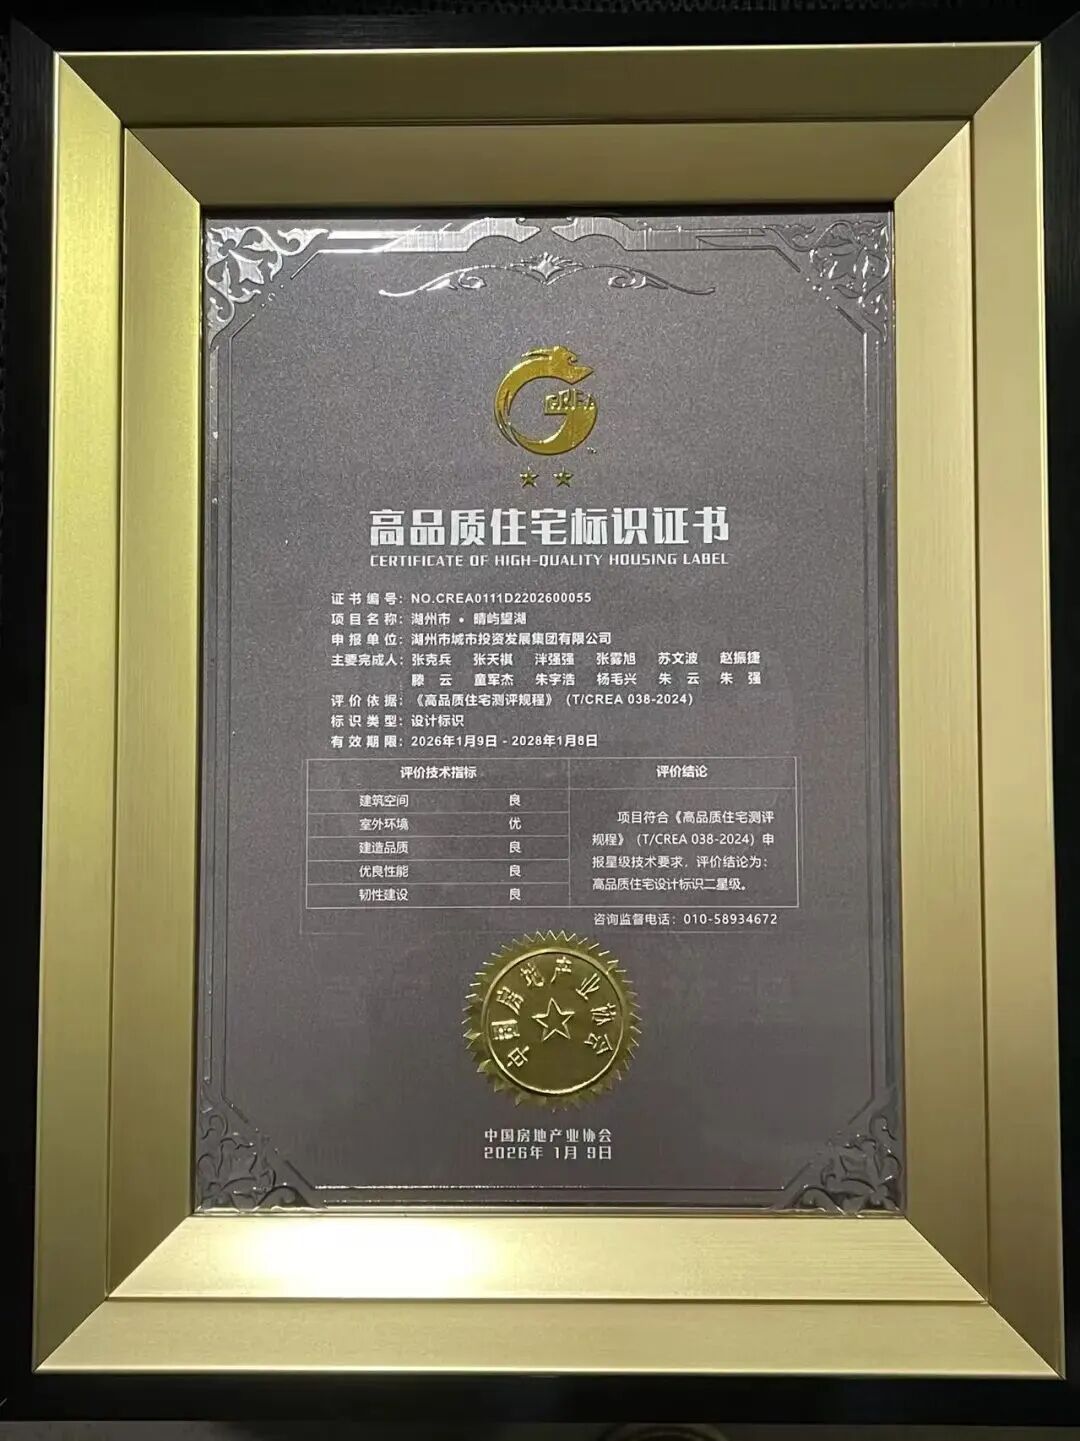 CREA
高品质住宅标识证书
CERTIFICATE OF HIGH-QUALITY HOUSING LABEL
证书编号：NO.CREA0111D2202600055
项目名称：湖州市·晴屿望湖
申报单位：湖州市城市投资发展集团有限公司
主要完成人：张克兵 张天祺 泮强强 张雾旭 苏文波 赵振捷
滕云 童军杰 朱宇浩 杨毛兴 朱云 朱强
评价依据：《高品质住宅测评规程》（T/CREA 038-2024）
标识类型：设计标识
有效期限：2026年1月9日 - 2028年1月8日
评价技术指标 评价结论
建筑空间 良
室外环境 优
建造品质 良
优良性能 良
韧性建设 良
项目符合《高品质住宅测评
规程》（T/CREA 038-2024）申
报星级技术要求，评价结论为：
高品质住宅设计标识二星级。
咨询监督电话：010-58934672
中国房地产业协会
中国房地产业协会
2026年 1月 9日